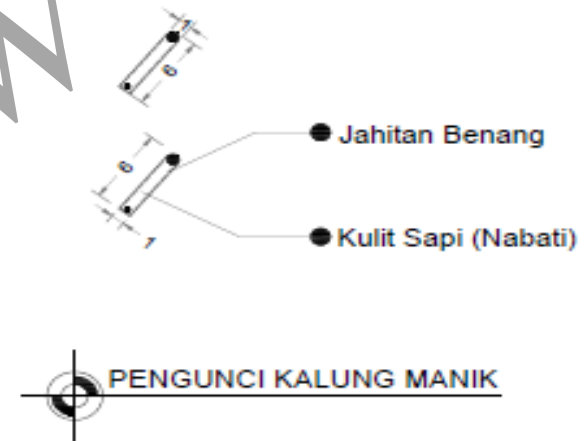 1
6
6
Jahitan Benang
Kulit Sapi (Nabati)
1
PENGUNCI KALUNG MANIK